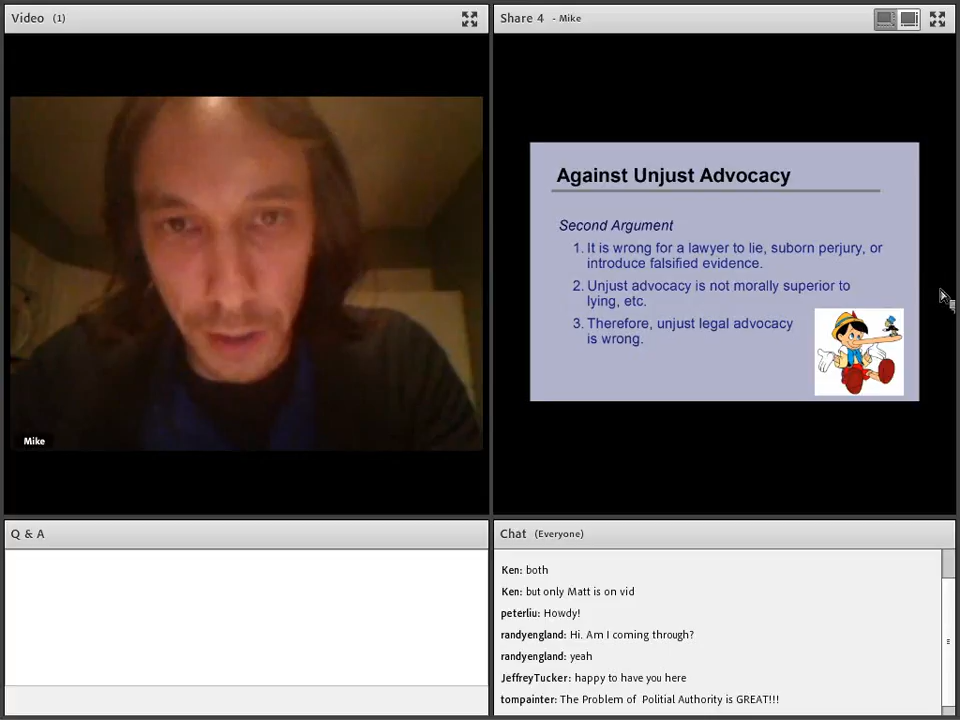 Video (1)
Mike
Share 4 - Mike
Against Unjust Advocacy
Second Argument
1. It is wrong for a lawyer to lie, suborn perjury, or
introduce falsified evidence.
2. Unjust advocacy is not morally superior to
lying, etc.
3. Therefore, unjust legal advocacy
is wrong.
Q & A
Chat (Everyone)
Ken: both
Ken: but only Matt is on vid
peterliu: Howdy!
randyengland: Hi. Am I coming through?
randyengland: yeah
JeffreyTucker: happy to have you here
tompainter: The Problem of Politial Authority is GREAT!!!